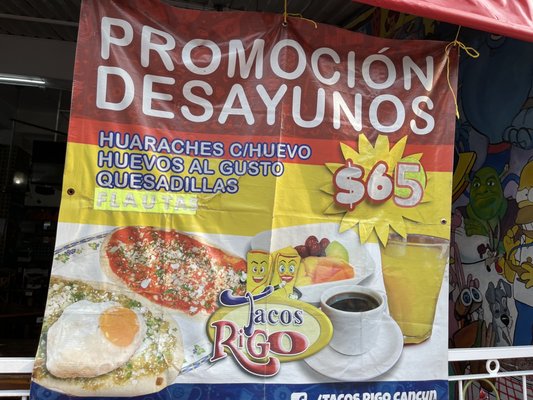 PROMOCIÓN
DESAYUNOS
HUARACHES C/HUEVO
HUEVOS AL GUSTO
QUESADILLAS
FLAUTAS
$65
Tacos
RiGO
/TACOS RIGO CANCUN